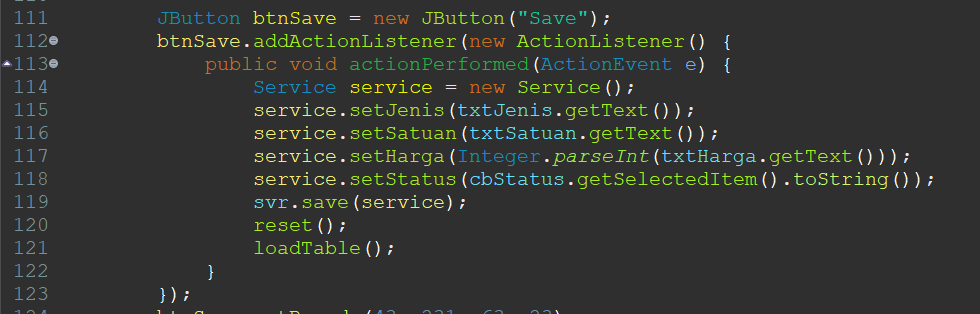 111 JButton btnSave = new JButton("Save");
112 btnSave.addActionListener(new ActionListener() {
113 public void actionPerformed(ActionEvent e) {
114 Service service = new Service();
115 service.setJenis(txtJenis.getText());
116 service.setSatuan(txtSatuan.getText());
117 service.setHarga(Integer.parseInt(txtHarga.getText()));
118 service.setStatus(cbStatus.getSelectedItem().toString());
119 svr.save(service);
120 reset();
121 loadTable();
122 }
123 });